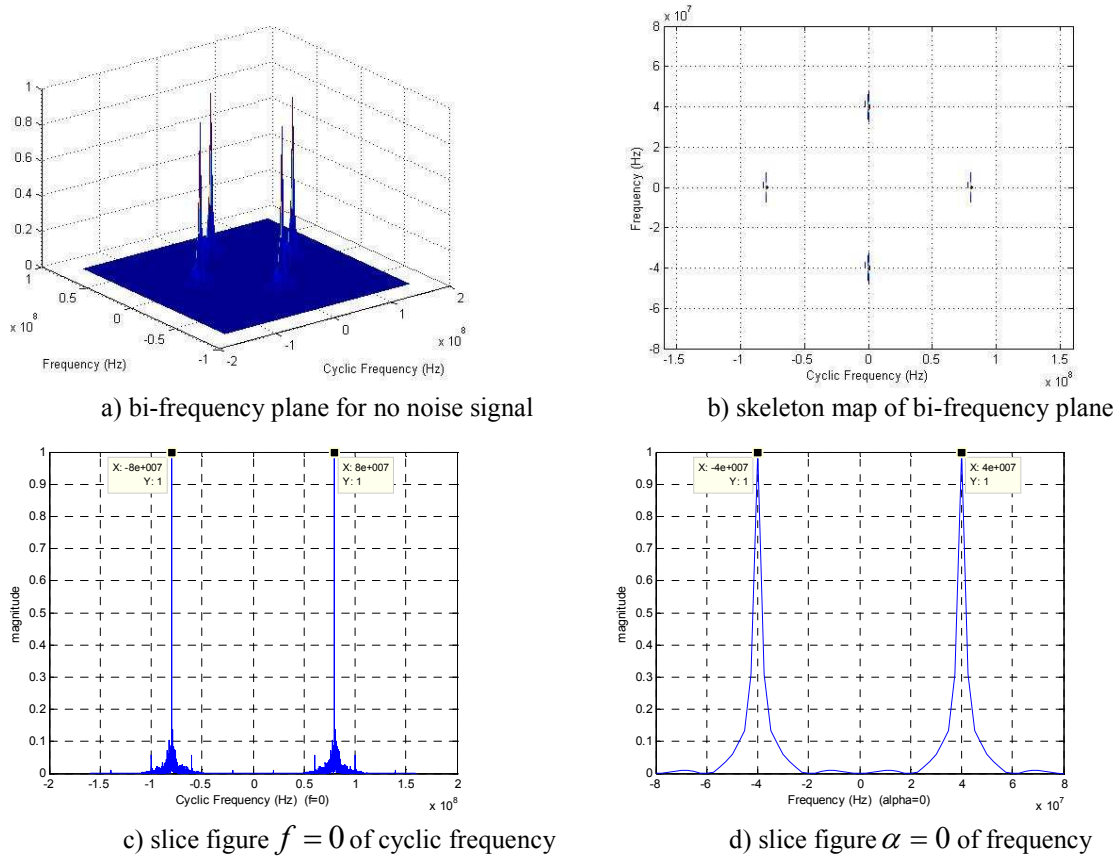 1
0.8
0.6
0.4
0.2
0
1
0.5
0
-0.5
-1
x 10^8
Frequency (Hz)
-2
-1
0
1
2
x 10^8
Cyclic Frequency (Hz)
a) bi-frequency plane for no noise signal
x 10^7
8
6
4
2
0
-2
-4
-6
-8
Frequency (Hz)
-1.5 -1 -0.5 0 0.5 1 1.5
Cyclic Frequency (Hz)
x 10^8
b) skeleton map of bi-frequency plane
1
0.9
0.8
0.7
0.6
0.5
0.4
0.3
0.2
0.1
0
magnitude
X: -8e+007
Y: 1
X: 8e+007
Y: 1
-2 -1.5 -1 -0.5 0 0.5 1 1.5 2
Cyclic Frequency (Hz) (f=0)
x 10^8
c) slice figure f = 0 of cyclic frequency
1
0.9
0.8
0.7
0.6
0.5
0.4
0.3
0.2
0.1
0
magnitude
X: -4e+007
Y: 1
X: 4e+007
Y: 1
-8 -6 -4 -2 0 2 4 6 8
Frequency (Hz) (alpha=0)
x 10^7
d) slice figure α = 0 of frequency